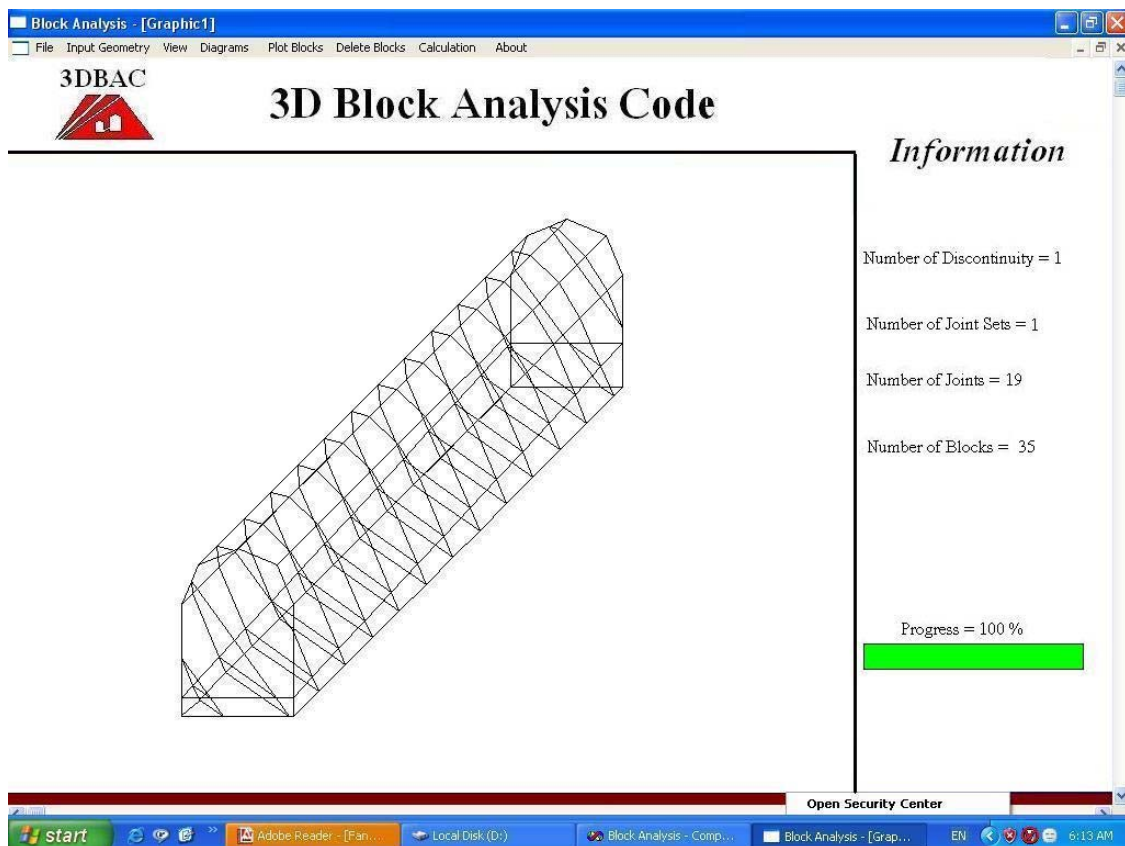 Block Analysis - [Graphic1]
File Input Geometry View Diagrams Plot Blocks Delete Blocks Calculation About
3DBAC
3D Block Analysis Code
Information
Number of Discontinuity = 1
Number of Joint Sets = 1
Number of Joints = 19
Number of Blocks = 35
Progress = 100 %
Open Security Center
start
Adobe Reader - [Fan....
Local Disk (D:)
Block Analysis - Comp...
Block Analysis - [Grap...
EN
6:13 AM